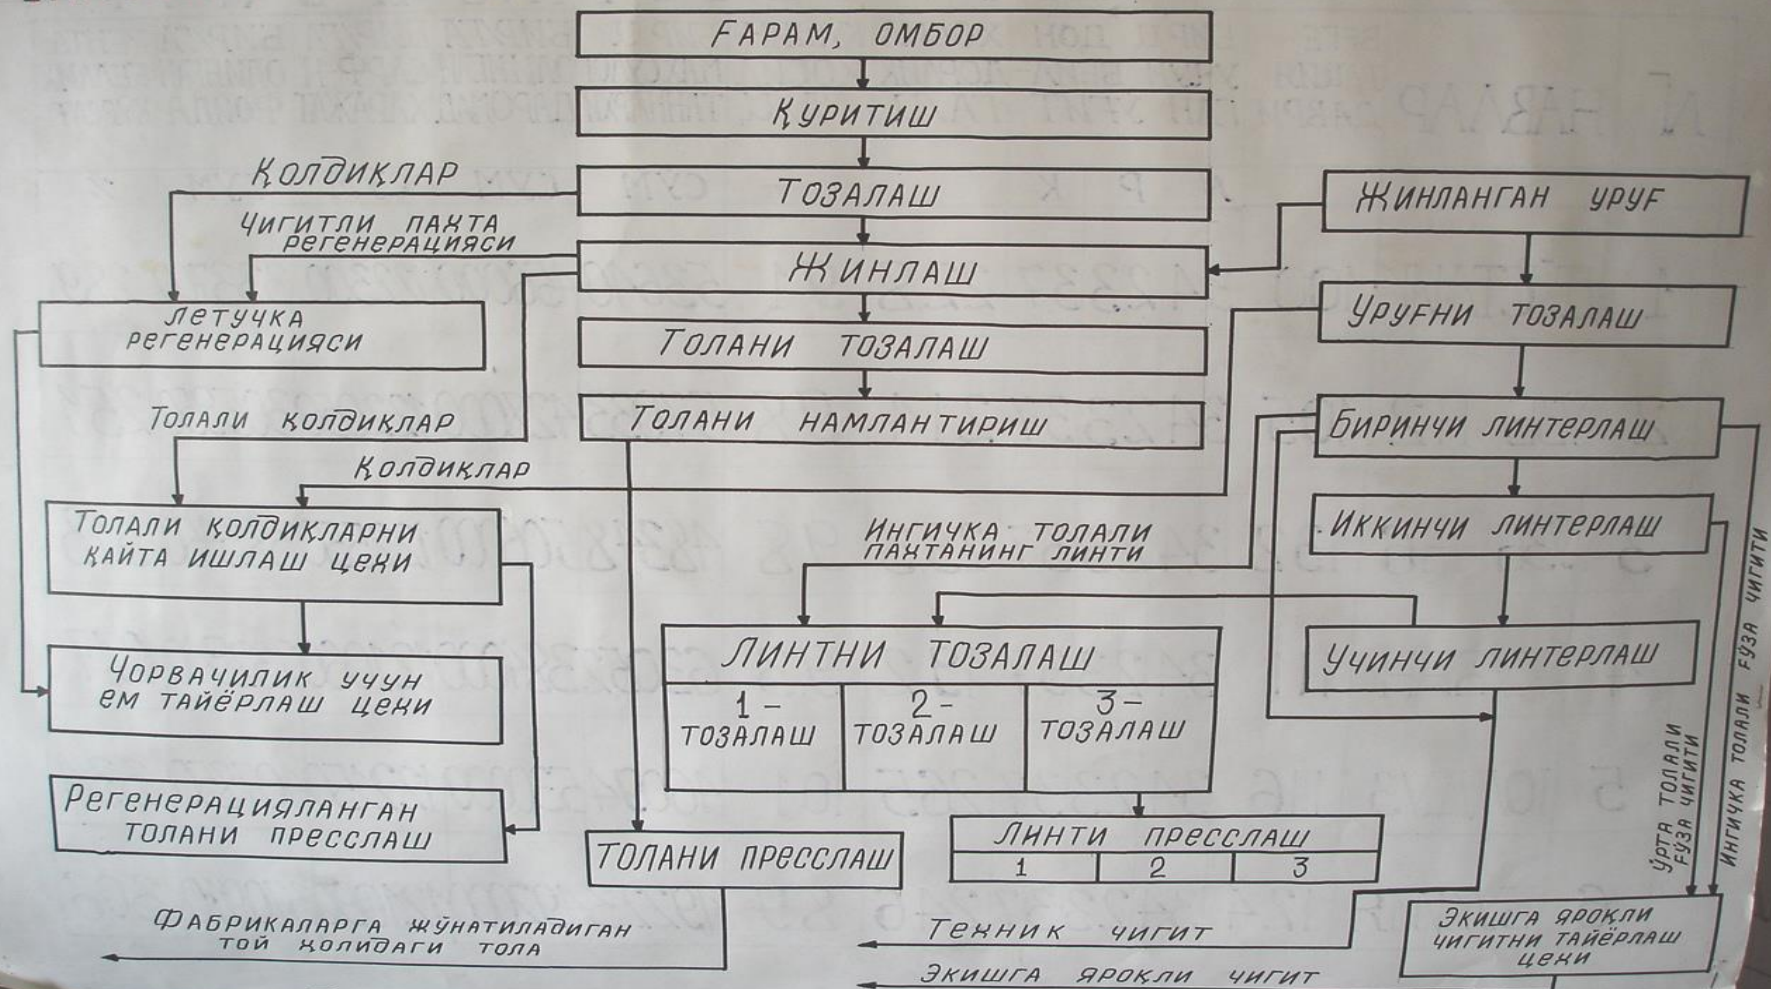 ҒАРАМ, ОМБОР
ҚУРИТИШ
ТОЗАЛАШ
ЖИНЛАШ
ТОЛАНИ ТОЗАЛАШ
ТОЛАНИ НАМЛАНТИРИШ
ҚОЛДИҚЛАР
ЧИГИТЛИ ПАХТА
РЕГЕНЕРАЦИЯСИ
ЛЕТУЧКА
РЕГЕНЕРАЦИЯСИ
ТОЛАЛИ ҚОЛДИҚЛАР
ҚОЛДИҚЛАР
ТОЛАЛИ ҚОЛДИҚЛАРНИ
ҚАЙТА ИШЛАШ ЦЕХИ
ЧОРВАЧИЛИК УЧУН
ЕМ ТАЙЁРЛАШ ЦЕХИ
РЕГЕНЕРАЦИЯЛАНГАН
ТОЛАНИ ПРЕССЛАШ
ЖИНЛАНГАН УРУҒ
УРУҒНИ ТОЗАЛАШ
БИРИНЧИ ЛИНТЕРЛАШ
ИККИНЧИ ЛИНТЕРЛАШ
УЧИНЧИ ЛИНТЕРЛАШ
ИНГИЧКА ТОЛАЛИ
ПАХТАНИНГ ЛИНТИ
ЛИНТНИ ТОЗАЛАШ
1- 2- 3-
ТОЗАЛАШ ТОЗАЛАШ ТОЗАЛАШ
ЛИНТИ ПРЕССЛАШ
1 2 3
ТОЛАНИ ПРЕССЛАШ
ФАБРИКАЛАРГА ЖЎНАТИЛАДИГАН
ТОЙ ҲОЛИДАГИ ТОЛА
ТЕХНИК ЧИГИТ
ЭКИШГА ЯРОҚЛИ ЧИГИТ
ЎРТА ТОЛАЛИ
ҒЎЗА ЧИГИТИ
ИНГИЧКА ТОЛАЛИ ҒЎЗА ЧИГИТИ
ЭКИШГА ЯРОҚЛИ
ЧИГИТНИ ТАЙЁРЛАШ
ЦЕХИ